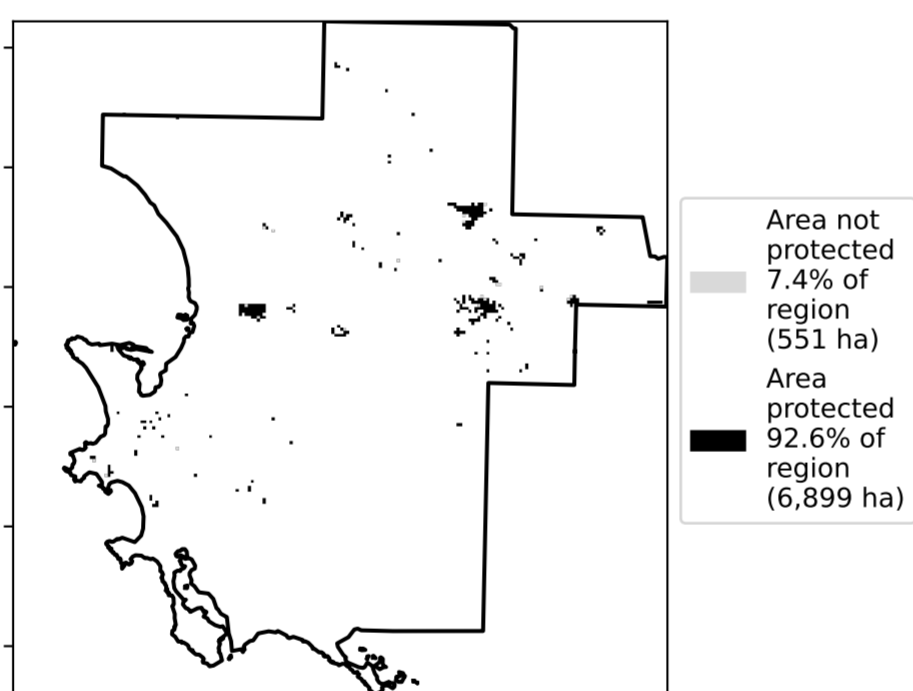 Area not
protected
7.4% of
region
(551 ha)
Area
protected
92.6% of
region
(6,899 ha)